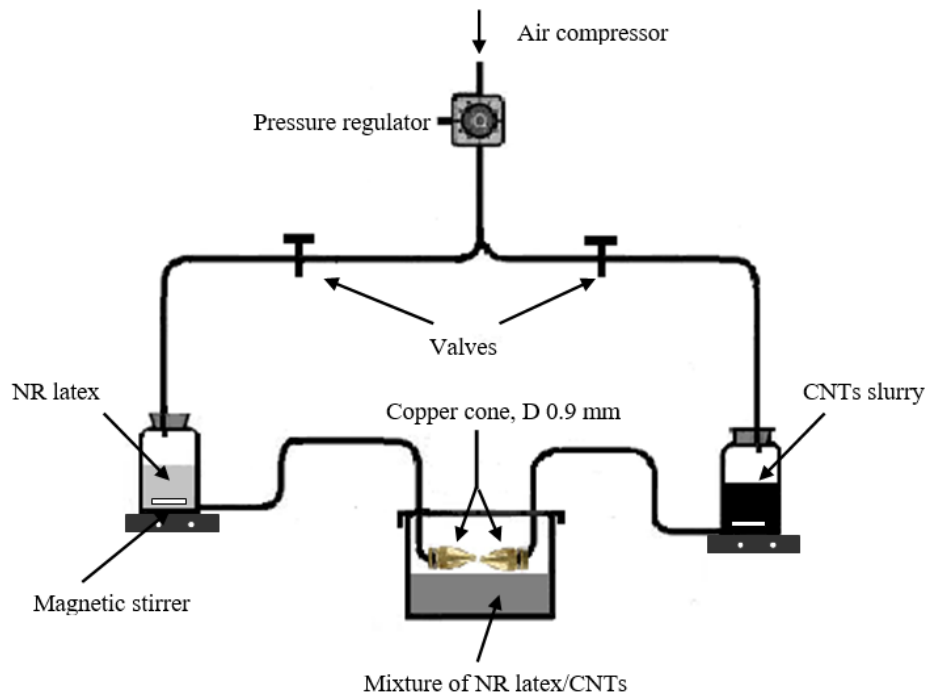 Air compressor
Pressure regulator
Valves
NR latex
Copper cone, D 0.9 mm
CNTs slurry
Magnetic stirrer
Mixture of NR latex/CNTs